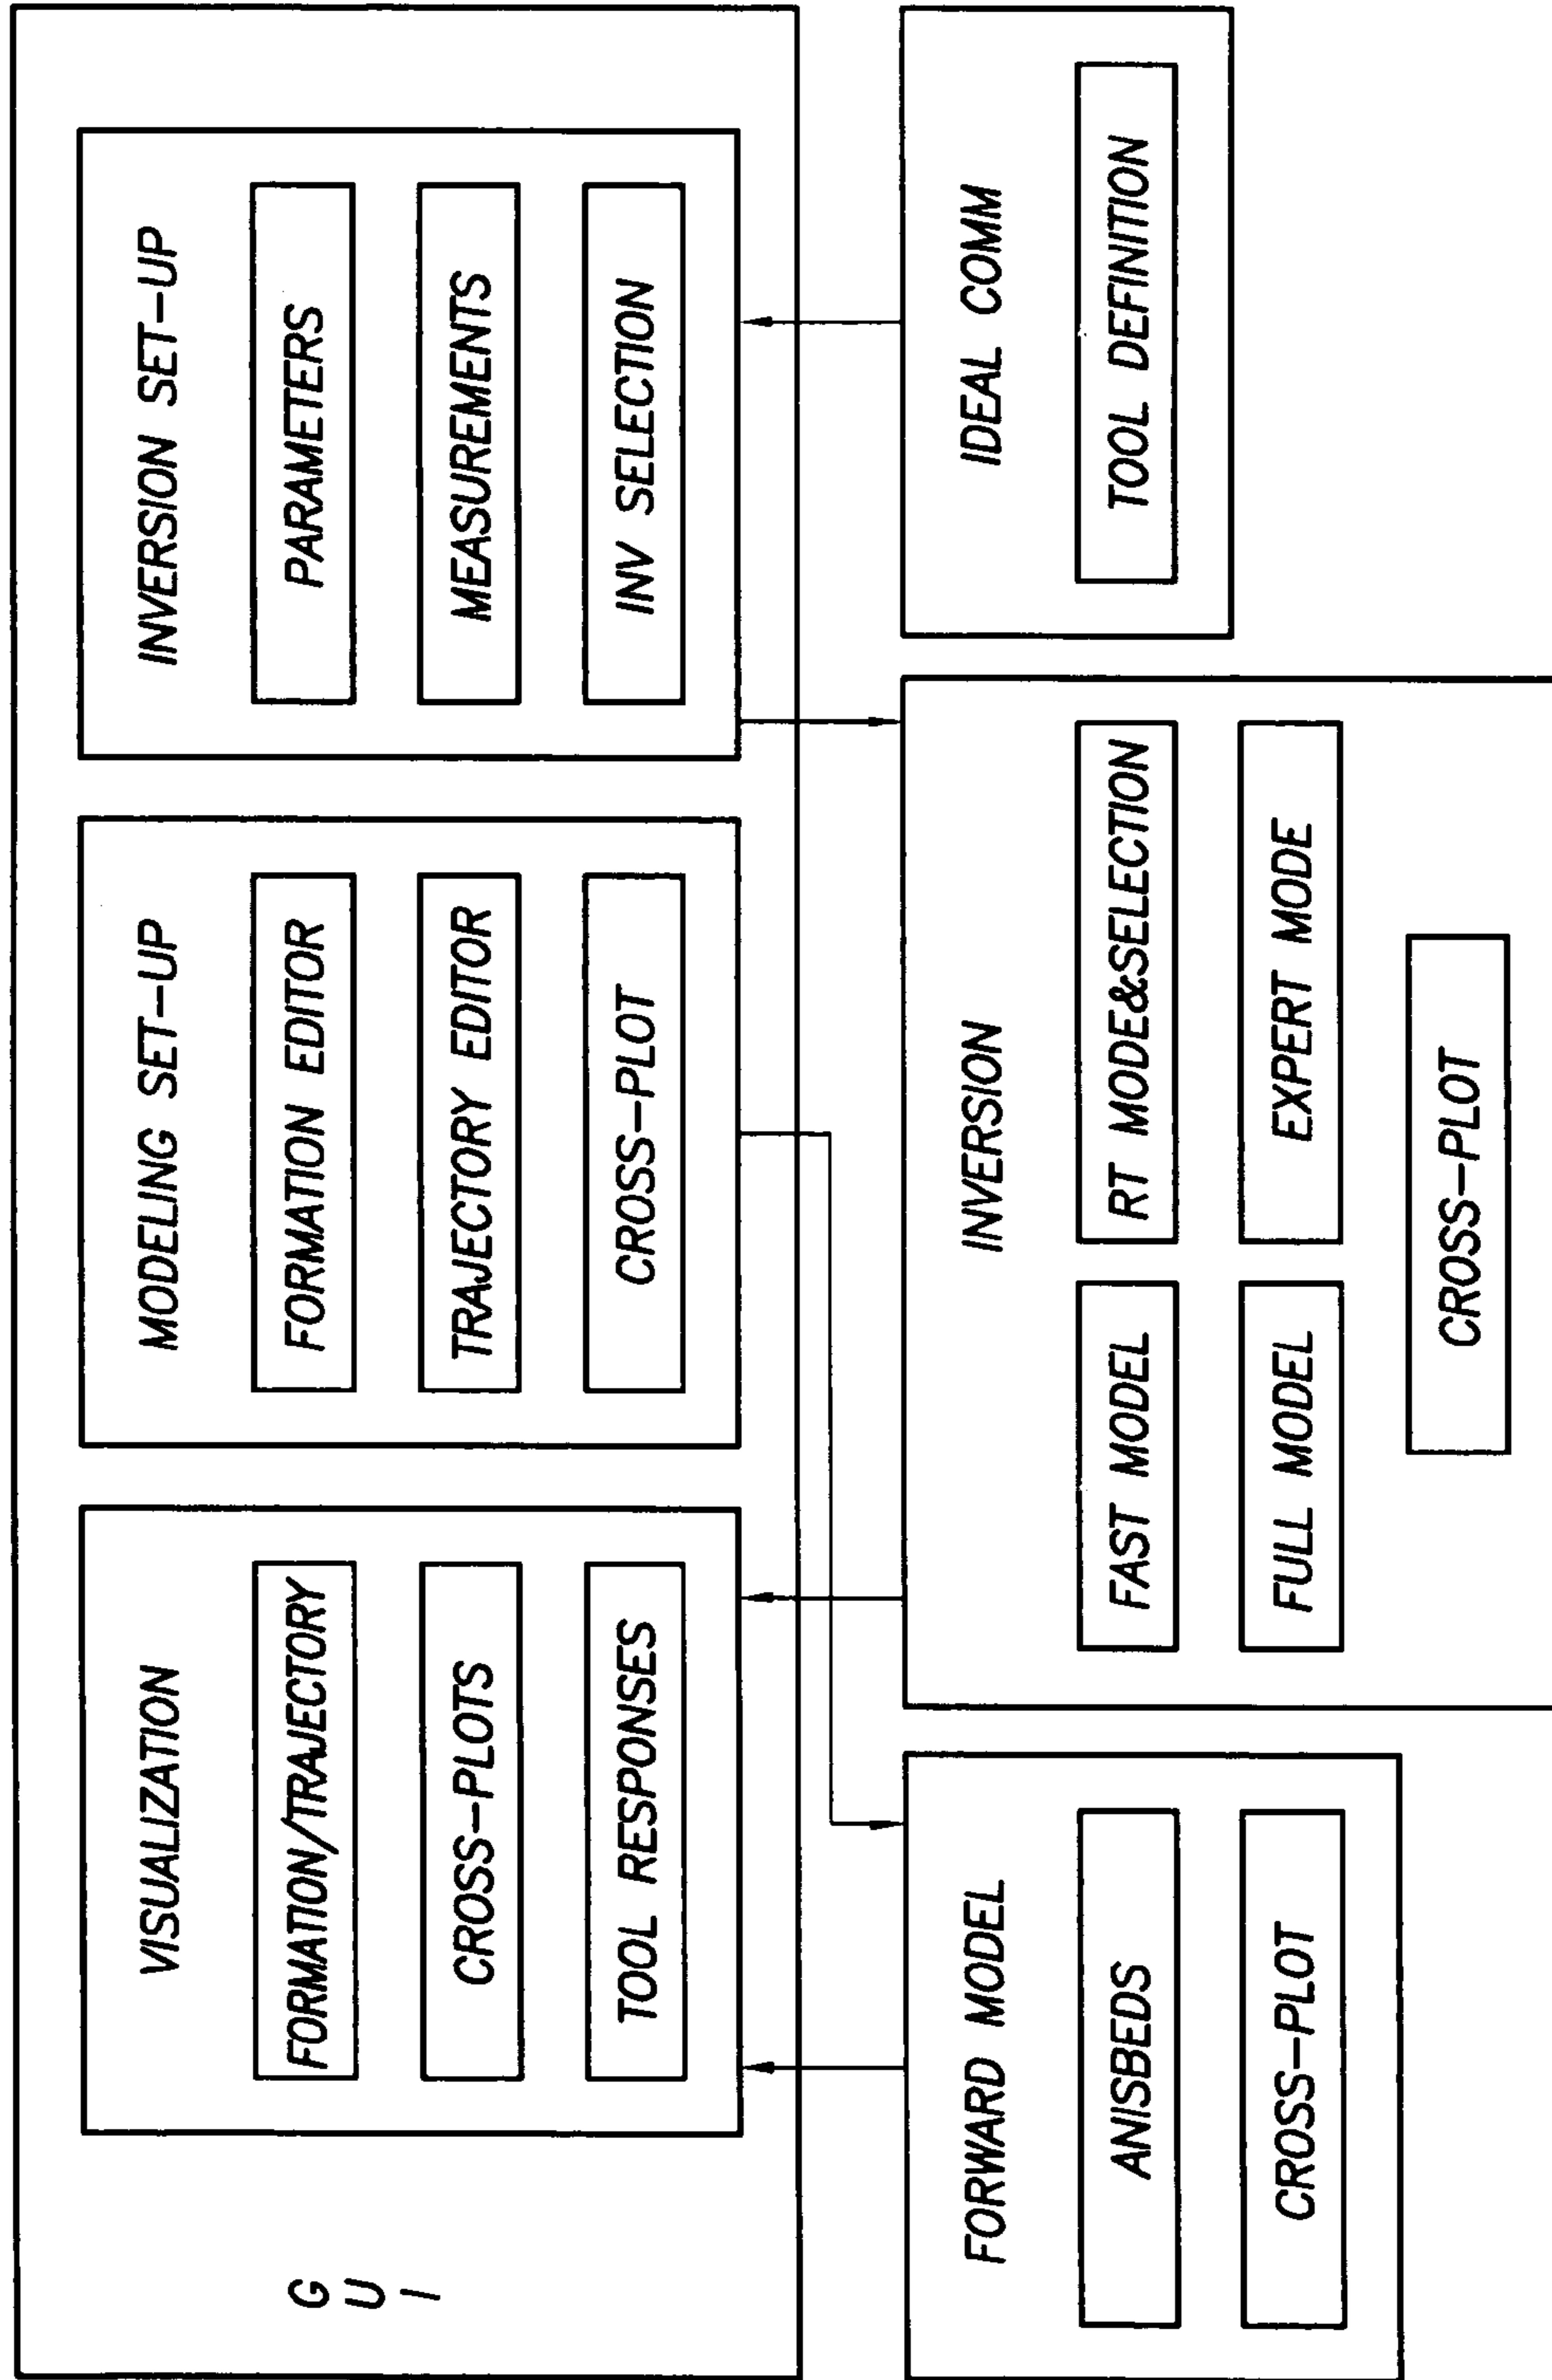 G
U
I
VISUALIZATION
FORMATION/TRAJECTORY
CROSS-PLOTS
TOOL RESPONSES
MODELING SET-UP
FORMATION EDITOR
TRAJECTORY EDITOR
CROSS-PLOT
INVERSION SET-UP
PARAMETERS
MEASUREMENTS
INV SELECTION
FORWARD MODEL
ANISBEDS
CROSS-PLOT
INVERSION
FAST MODEL
RT MODE&SELECTION
FULL MODEL
EXPERT MODE
CROSS-PLOT
IDEAL COMM
TOOL DEFINITION